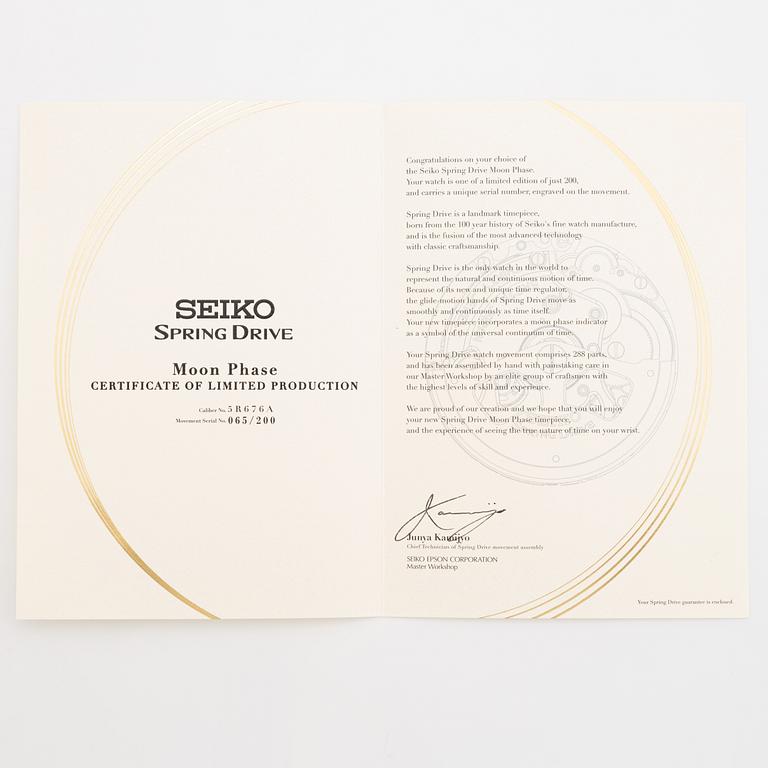 SEIKO
SPRING DRIVE
Moon Phase
CERTIFICATE OF LIMITED PRODUCTION
Caliber No. 5R676A
Movement Serial No. 065/200
Congratulations on your choice of
the Seiko Spring Drive Moon Phase.
Your watch is one of a limited edition of just 200,
and carries a unique serial number, engraved on the movement.
Spring Drive is a landmark timepiece,
born from the 100 year history of Seiko's fine watch manufacture,
and is the fusion of the most advanced technology
with classic craftsmanship.
Spring Drive is the only watch in the world to
represent the natural and continuous motion of time.
Because of its new and unique time regulator,
the glide-motion hands of Spring Drive move as
smoothly and continuously as time itself.
Your new timepiece incorporates a moon phase indicator
as a symbol of the universal continuum of time.
Your Spring Drive watch movement comprises 288 parts,
and has been assembled by hand with painstaking care in
our Master Workshop by an elite group of craftsmen with
the highest levels of skill and experience.
We are proud of our creation and we hope that you will enjoy
your new Spring Drive Moon Phase timepiece,
and the experience of seeing the true nature of time on your wrist.
Junya Kamijyo
Chief Technician of Spring Drive movement assembly
SEIKO EPSON CORPORATION
Master Workshop
Your Spring Drive guarantee is enclosed.